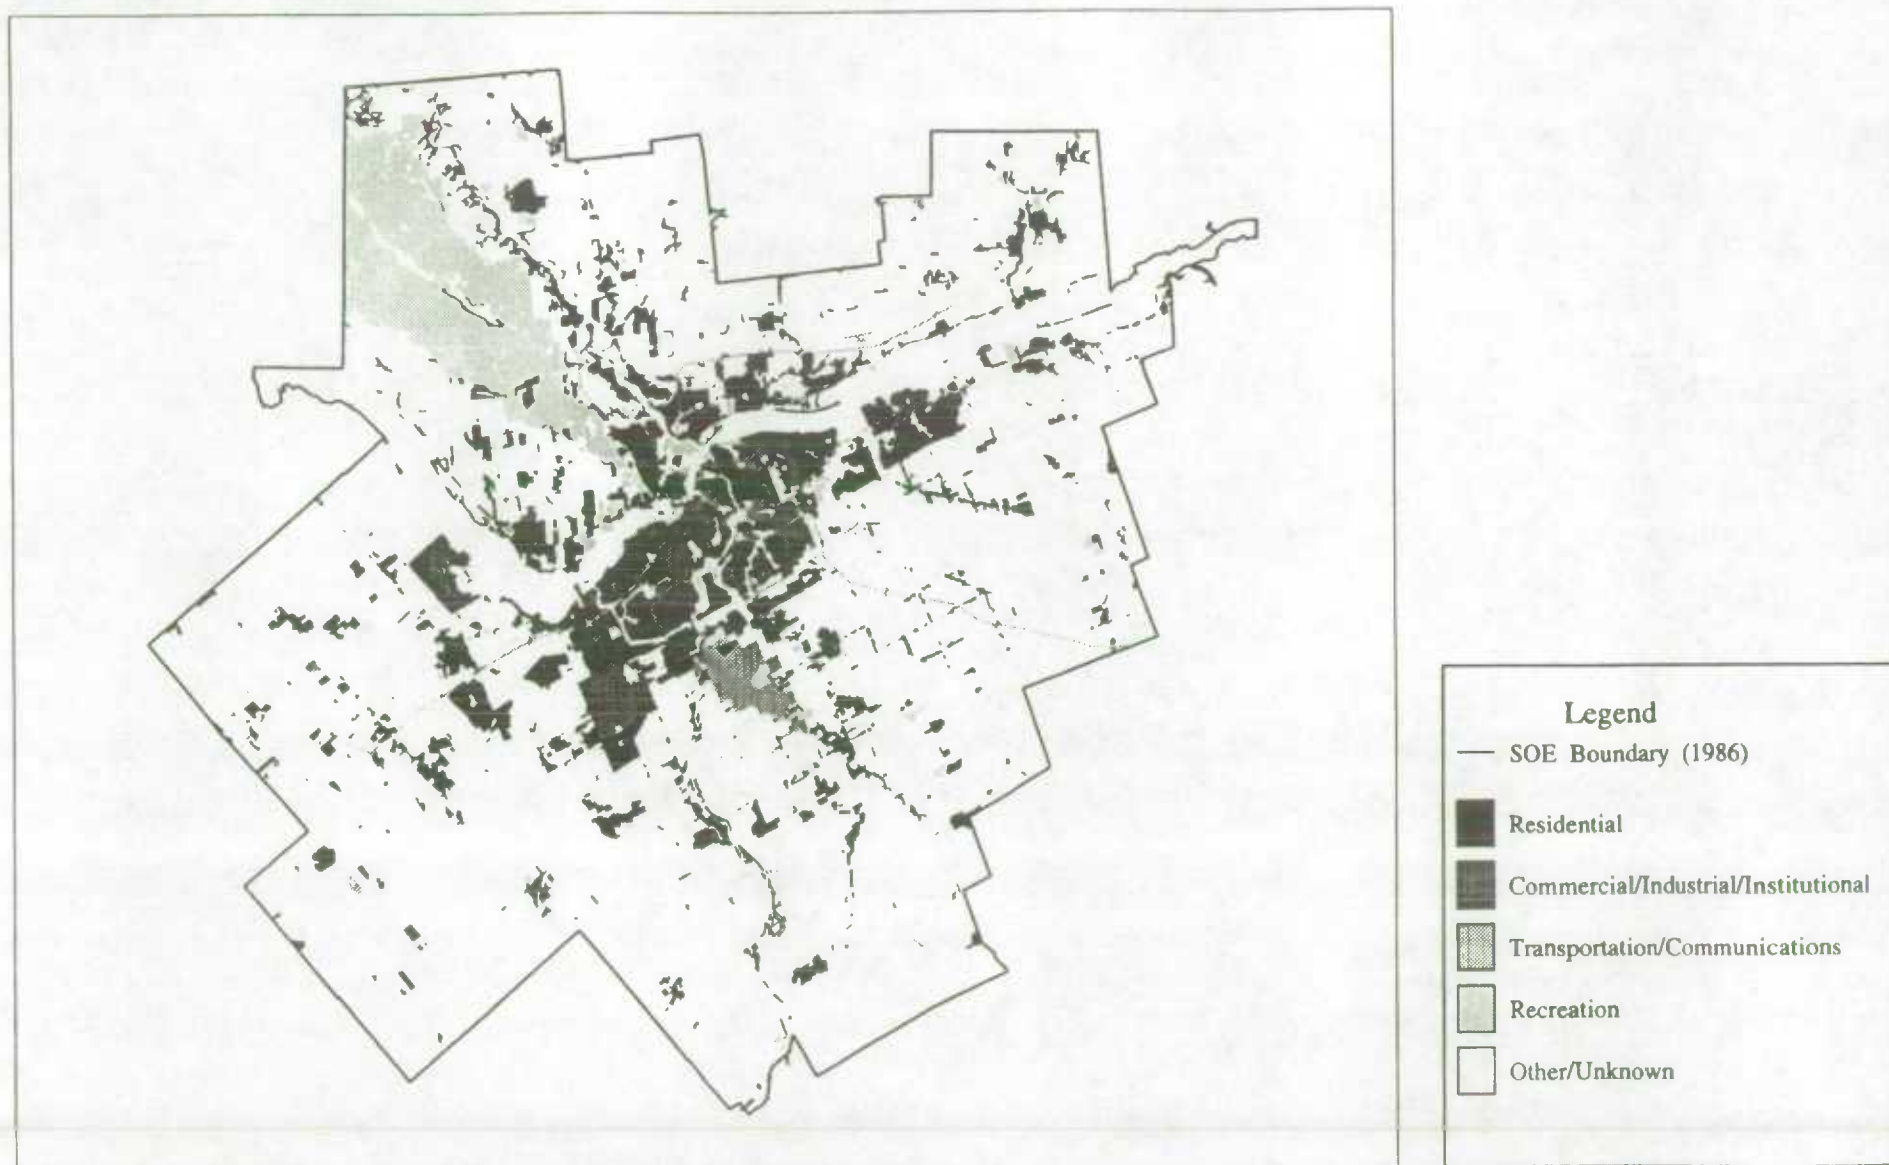 Legend
SOE Boundary (1986)
Residential
Commercial/Industrial/Institutional
Transportation/Communications
Recreation
Other/Unknown